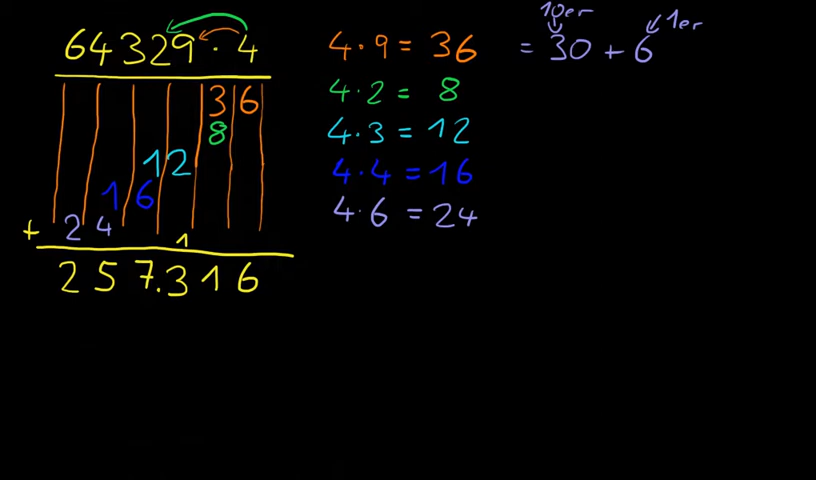 10er
1er
64329 · 4
4 · 9 = 36 = 30 + 6
36
4 · 2 = 8
8
4 · 3 = 12
12
4 · 4 = 16
16
4 · 6 = 24
+ 24
1
257.316